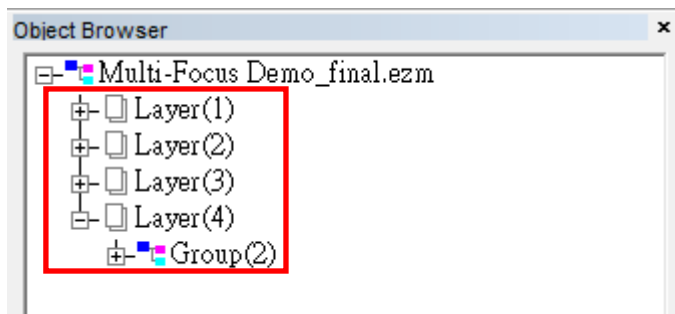 Object Browser
Multi-Focus Demo_final.ezm
Layer(1)
Layer(2)
Layer(3)
Layer(4)
Group(2)